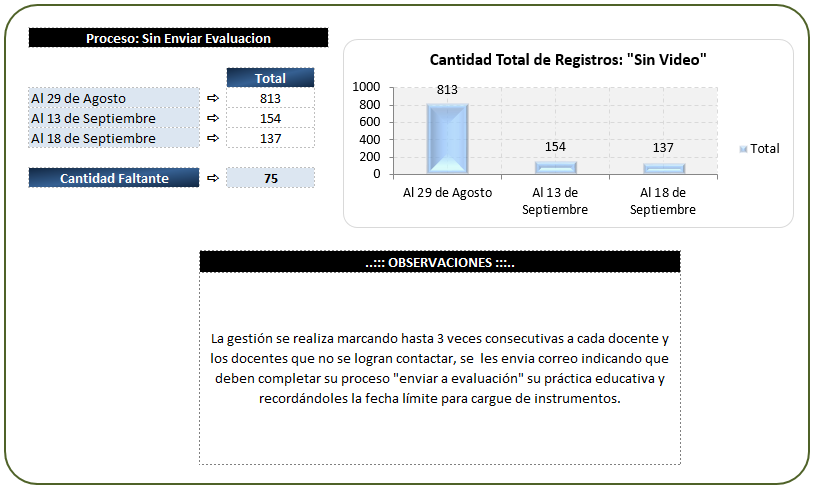 Proceso: Sin Enviar Evaluacion
Total
Al 29 de Agosto ⇨ 813
Al 13 de Septiembre ⇨ 154
Al 18 de Septiembre ⇨ 137
Cantidad Faltante ⇨ 75
Cantidad Total de Registros: "Sin Video"
1000
800
600
400
200
0
813
154
137
Al 29 de Agosto
Al 13 de
Septiembre
Al 18 de
Septiembre
Total
..::: OBSERVACIONES :::..
La gestión se realiza marcando hasta 3 veces consecutivas a cada docente y
los docentes que no se logran contactar, se les envia correo indicando que
deben completar su proceso "enviar a evaluación" su práctica educativa y
recordándoles la fecha límite para cargue de instrumentos.